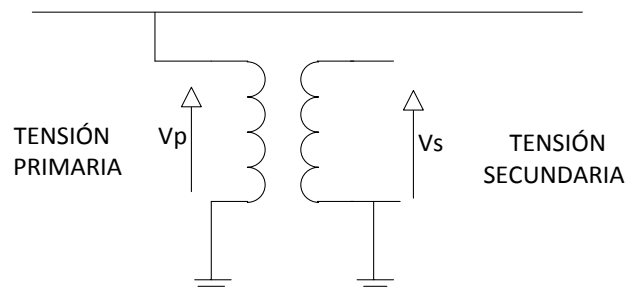 TENSIÓN
PRIMARIA
Vp
Vs
TENSIÓN
SECUNDARIA